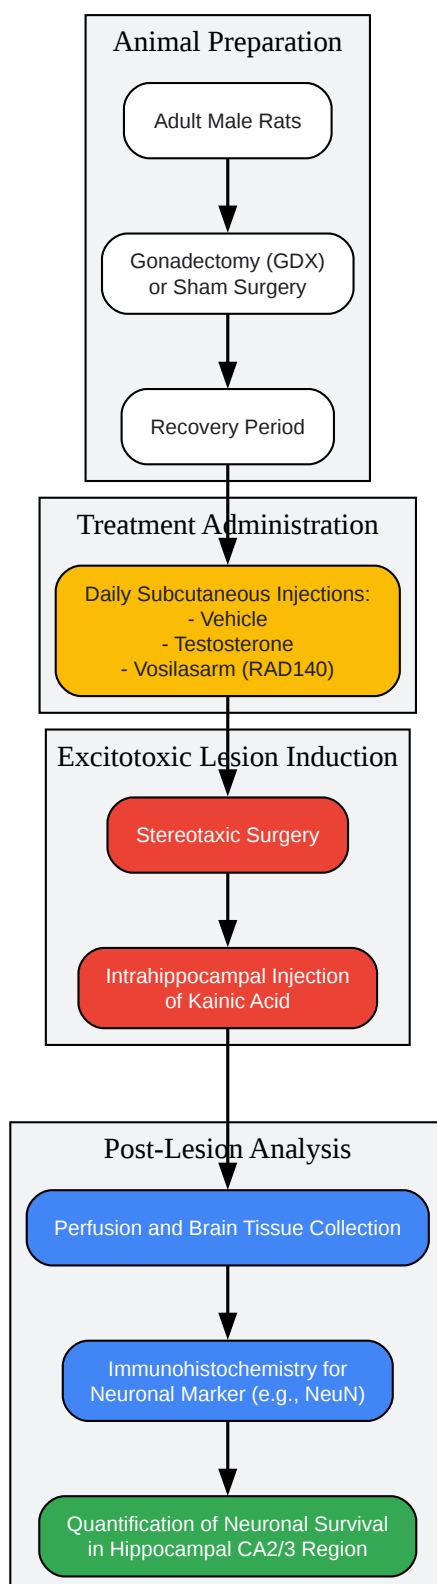 Animal Preparation
Adult Male Rats
Gonadectomy (GDX)
or Sham Surgery
Recovery Period
Treatment Administration
Daily Subcutaneous Injections:
- Vehicle
- Testosterone
- Vosilasarm (RAD140)
Excitotoxic Lesion Induction
Stereotaxic Surgery
Intrahippocampal Injection
of Kainic Acid
Post-Lesion Analysis
Perfusion and Brain Tissue Collection
Immunohistochemistry for
Neuronal Marker (e.g., NeuN)
Quantification of Neuronal Survival
in Hippocampal CA2/3 Region